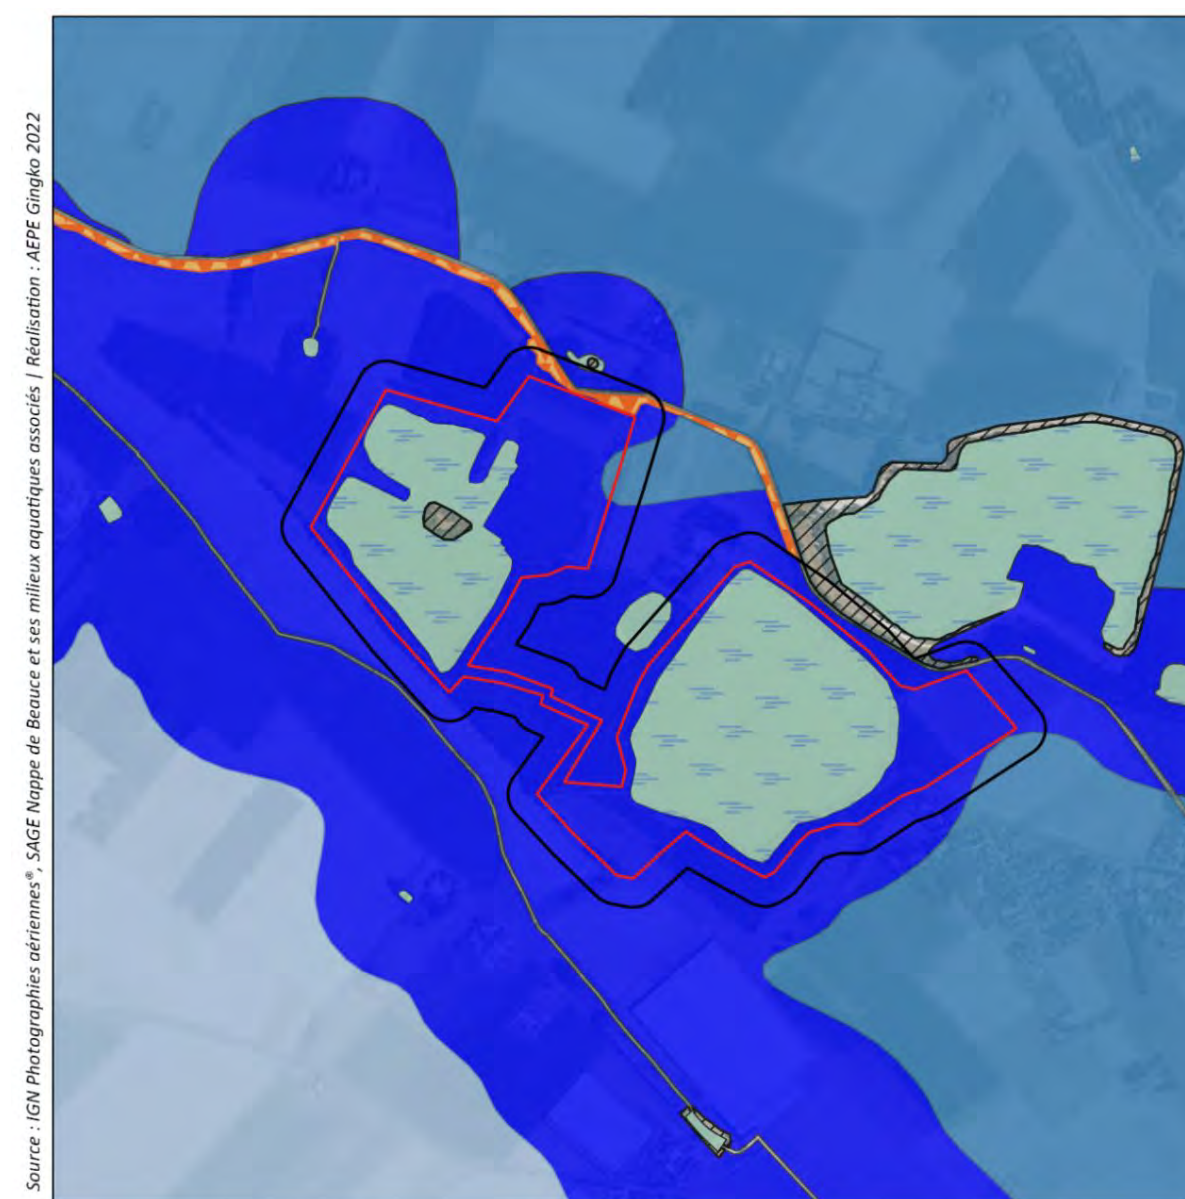 Source : IGN Photographies aériennes®, SAGE Nappe de Beauce et ses milieux aquatiques associés | Réalisation : AEPE Gingko 2022